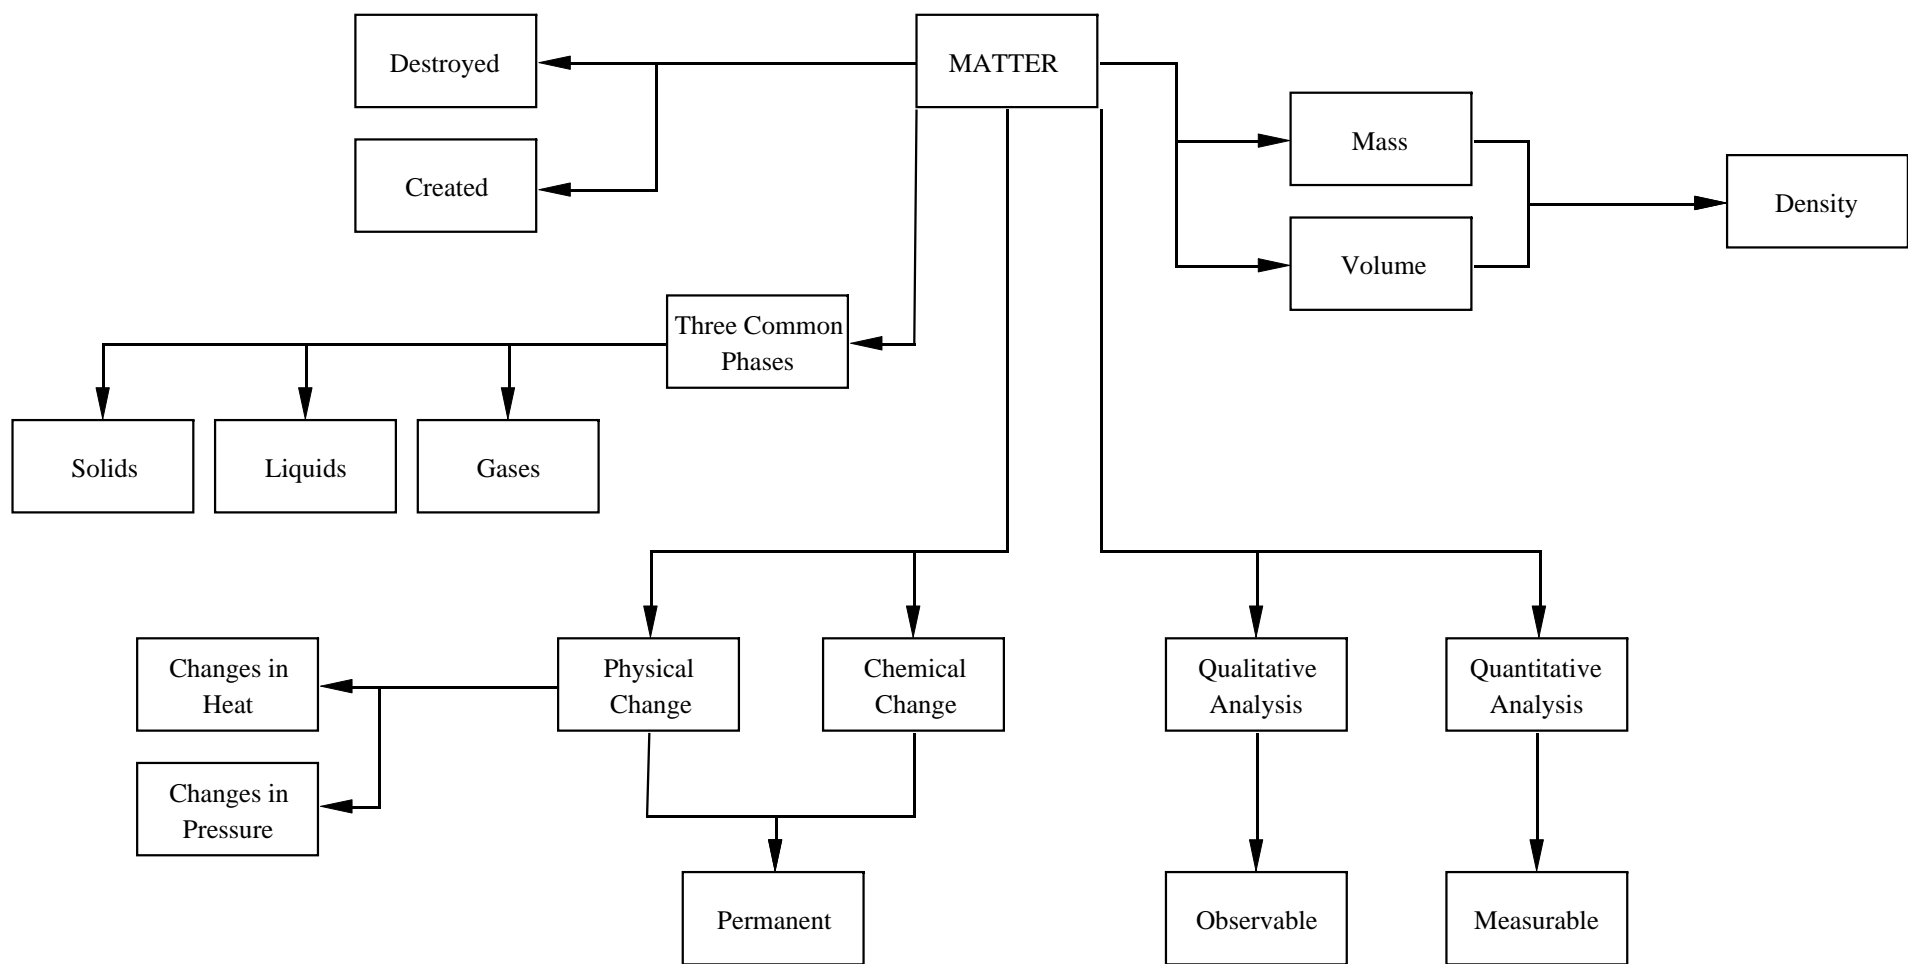 Destroyed
MATTER
Mass
Created
Density
Volume
Three Common
Phases
Solids
Liquids
Gases
Changes in
Heat
Physical
Change
Chemical
Change
Qualitative
Analysis
Quantitative
Analysis
Changes in
Pressure
Permanent
Observable
Measurable